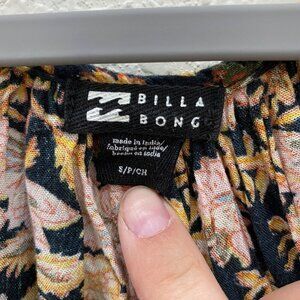 BILLA
BONG
made in India/
fabriqué en Inde/
hecho en India
S/P/CH